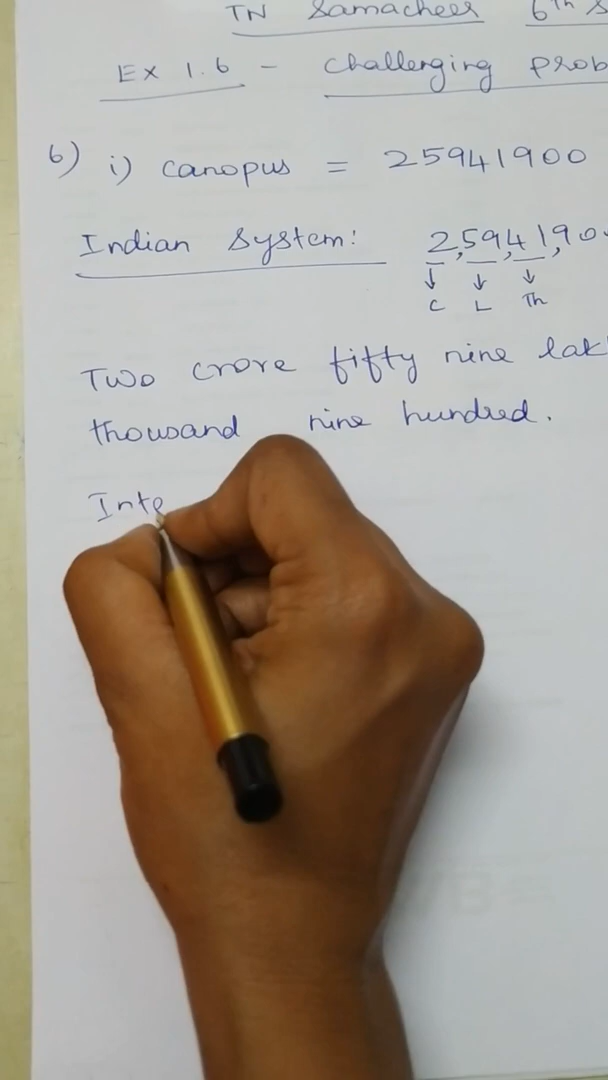 TN Samacheer 6th S
Ex 1.6 - Challenging Prob
6) i) Canopus = 25941900
Indian System: 2,59,41,90
C L Th
Two crore fifty nine lak
thousand nine hundred.
Inte